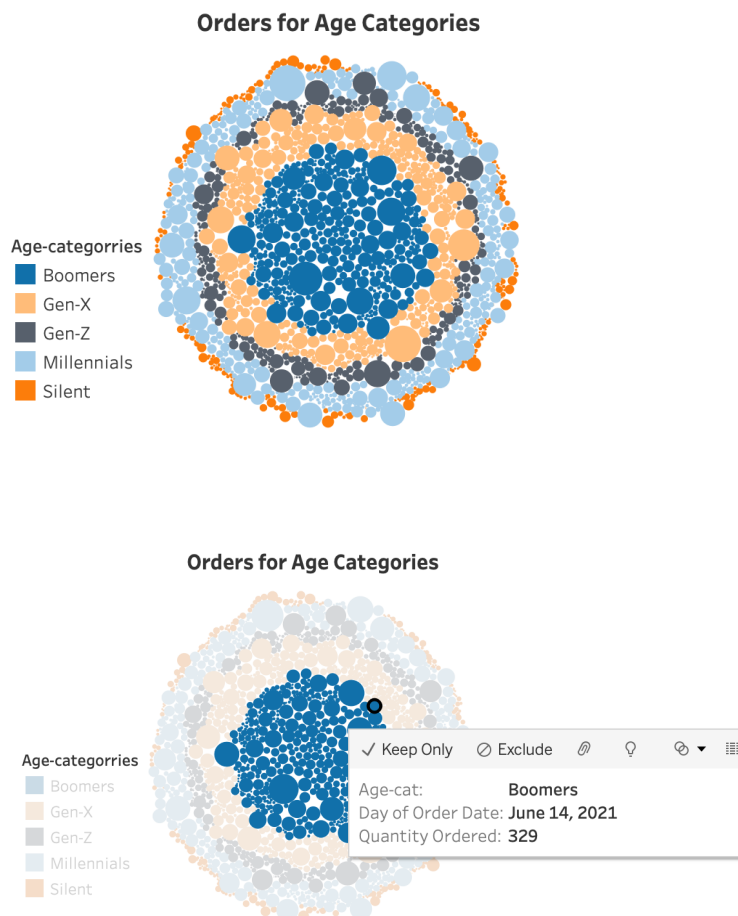 Orders for Age Categories
Age-categorries
Boomers
Gen-X
Gen-Z
Millennials
Silent
Orders for Age Categories
Age-categorries
Boomers
Gen-X
Gen-Z
Millennials
Silent
Keep Only Exclude
Age-cat: Boomers
Day of Order Date: June 14, 2021
Quantity Ordered: 329